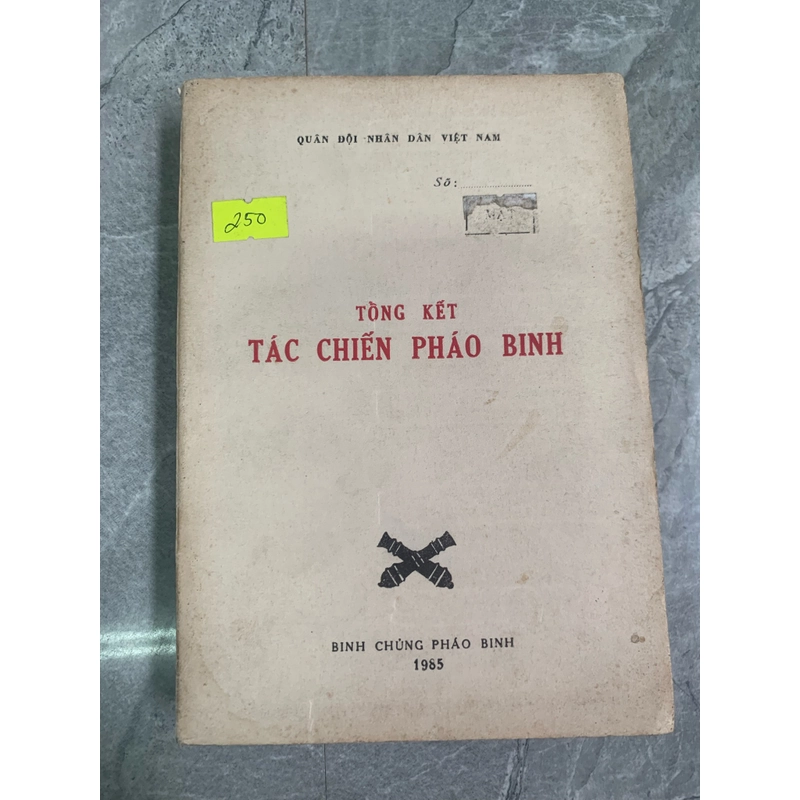 QUÂN ĐỘI NHÂN DÂN VIỆT NAM
Số:
MẬT
250
TỔNG KẾT
TÁC CHIẾN PHÁO BINH
BINH CHỦNG PHÁO BINH
1985